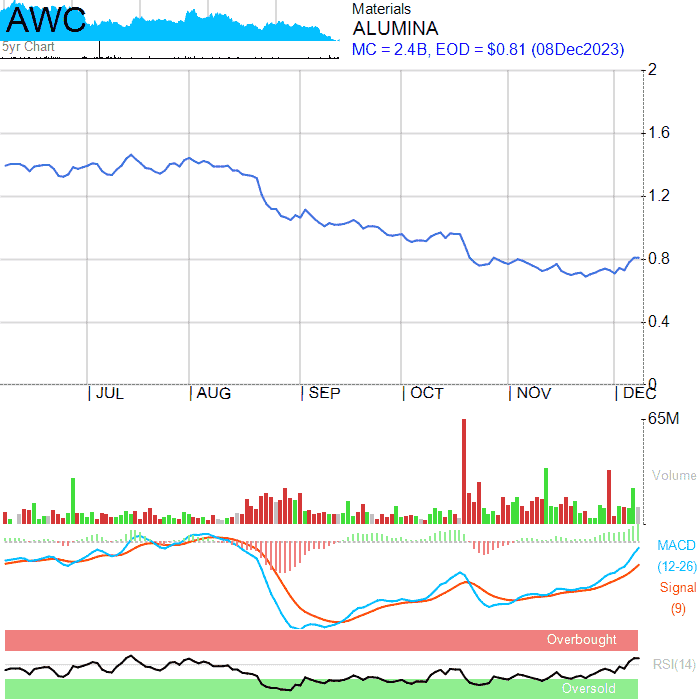 AWC
5yr Chart
Materials
ALUMINA
MC = 2.4B, EOD = $0.81 (08Dec2023)
2
1.6
1.2
0.8
0.4
0
JUL
AUG
SEP
OCT
NOV
DEC
65M
Volume
MACD
(12-26)
Signal
(9)
Overbought
RSI(14)
Oversold